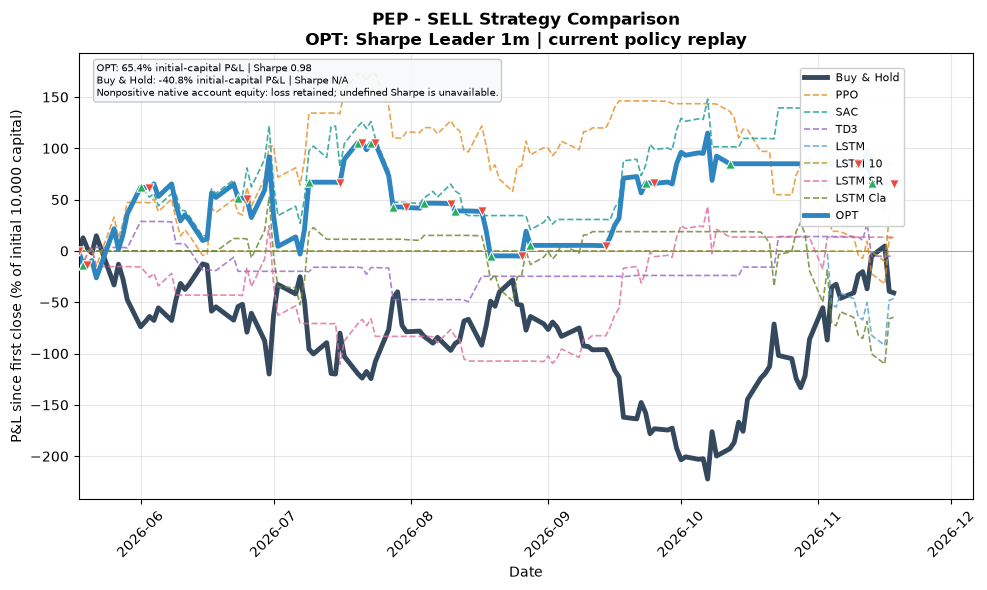 PEP - SELL Strategy Comparison
OPT: Sharpe Leader 1m | current policy replay
OPT: 65.4% initial-capital P&L | Sharpe 0.98
Buy & Hold: -40.8% initial-capital P&L | Sharpe N/A
Nonpositive native account equity: loss retained; undefined Sharpe is unavailable.
Buy & Hold
PPO
SAC
TD3
LSTM
10
LSTM Cla
OPT
P&L since first close (% of initial 10,000 capital)
150
100
50
0
−50
−100
−150
−200
2026-06
2026-07
2026-08
2026-09
2026-10
2026-11
2026-12
Date